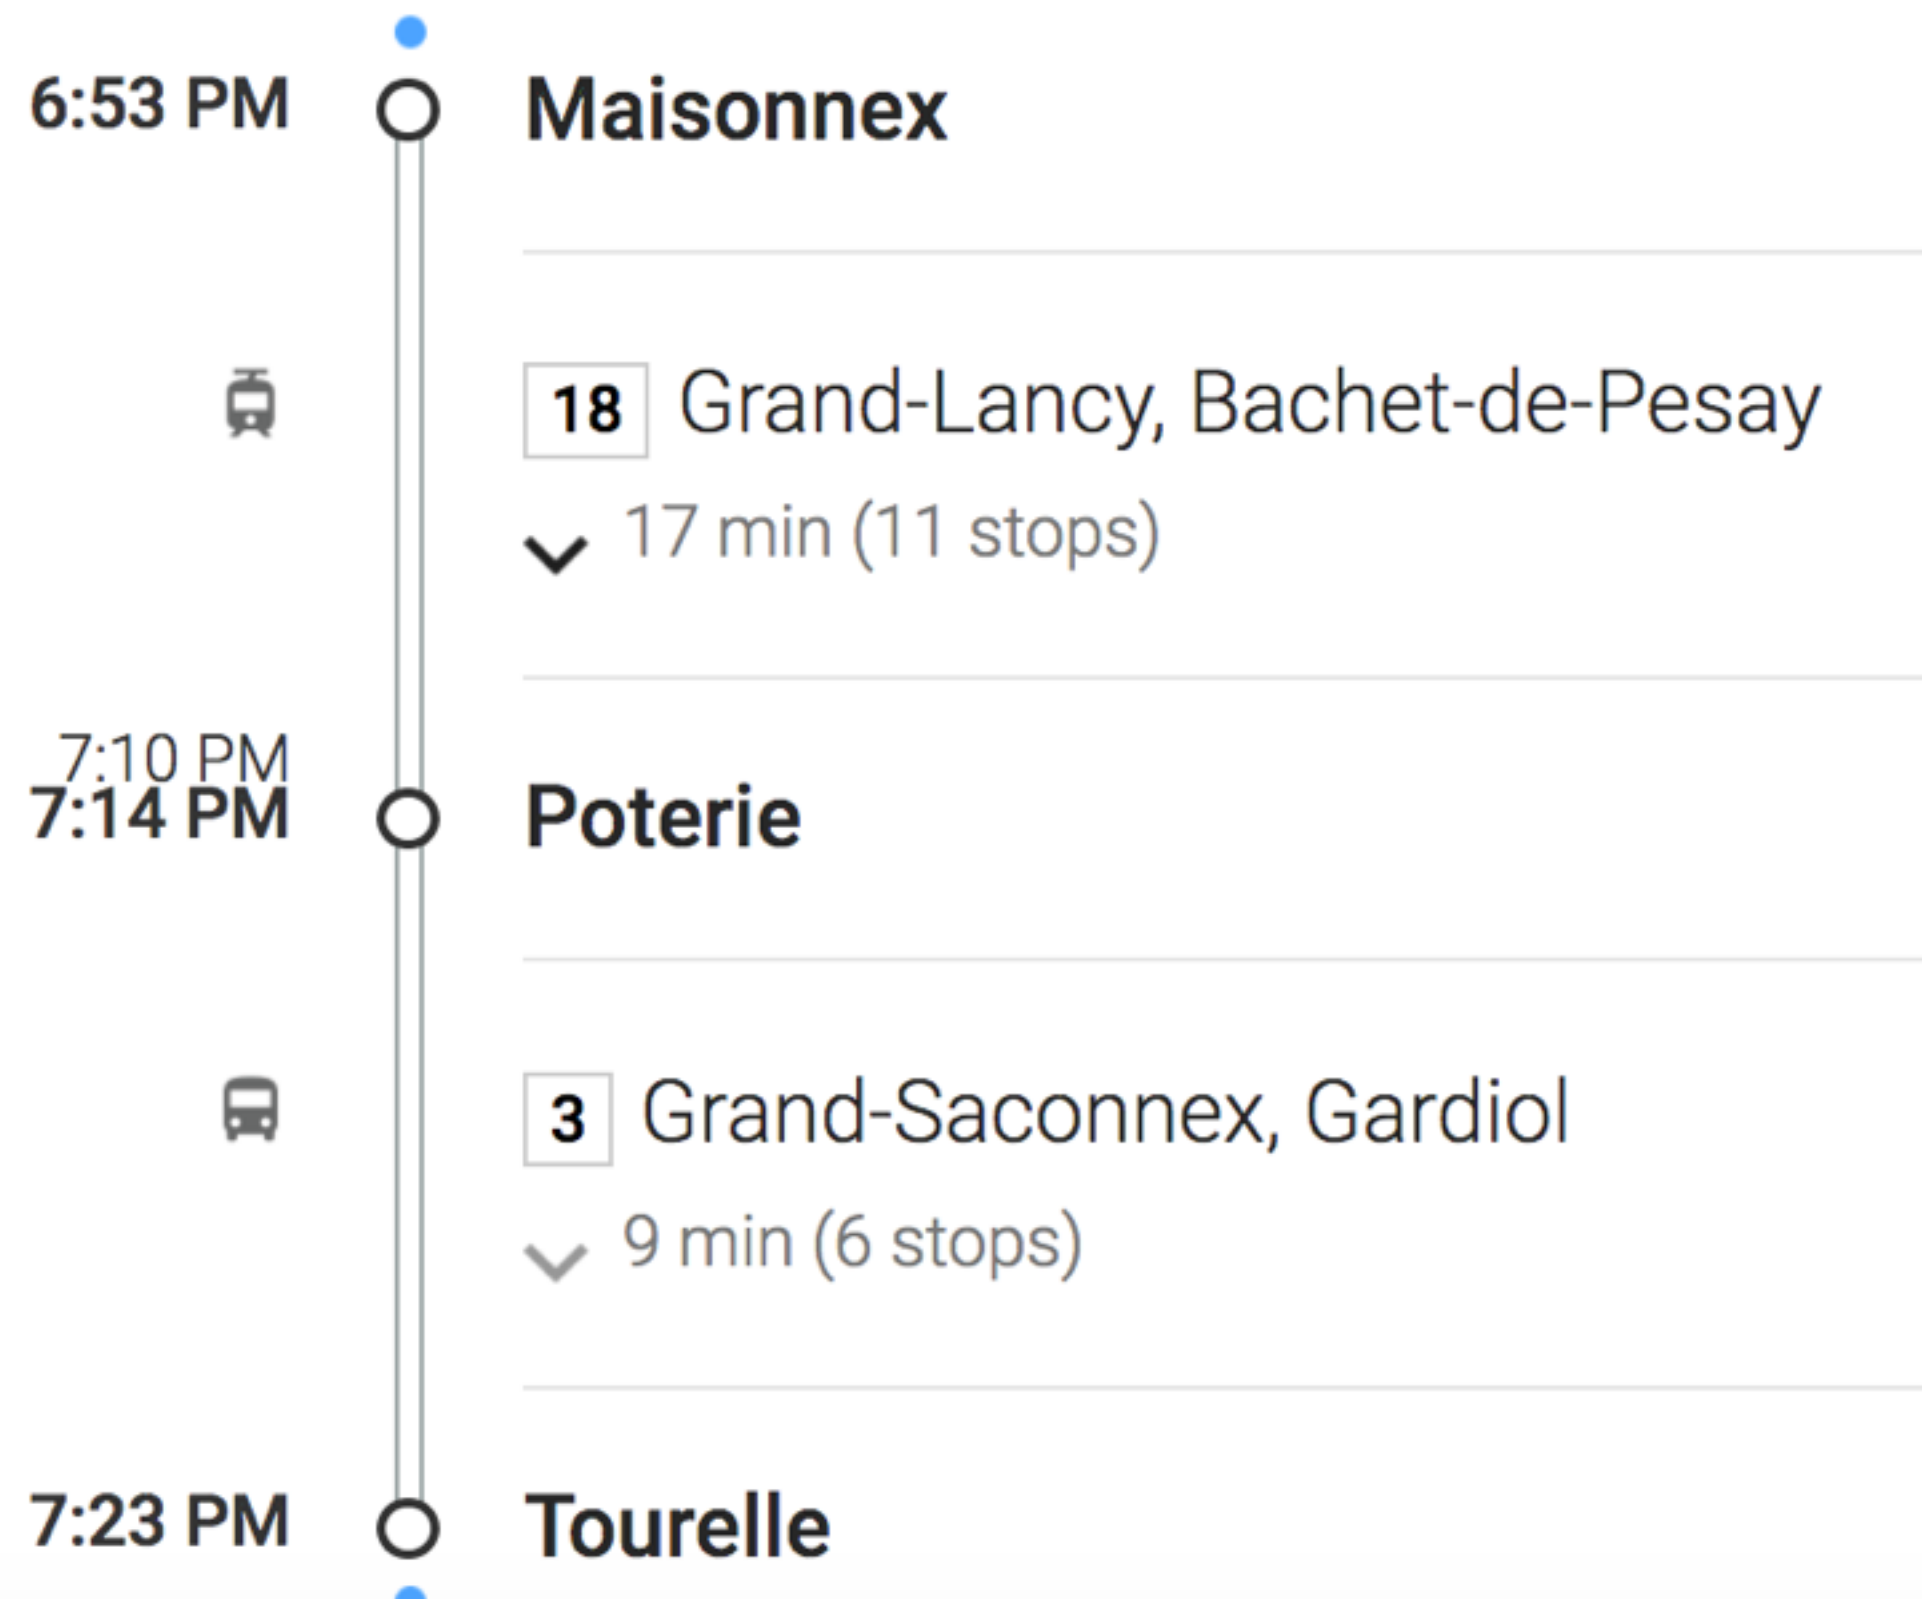 6:53 PM Maisonnex
18 Grand-Lancy, Bachet-de-Pesay
17 min (11 stops)
7:10 PM
7:14 PM Poterie
3 Grand-Saconnex, Gardiol
9 min (6 stops)
7:23 PM Tourelle